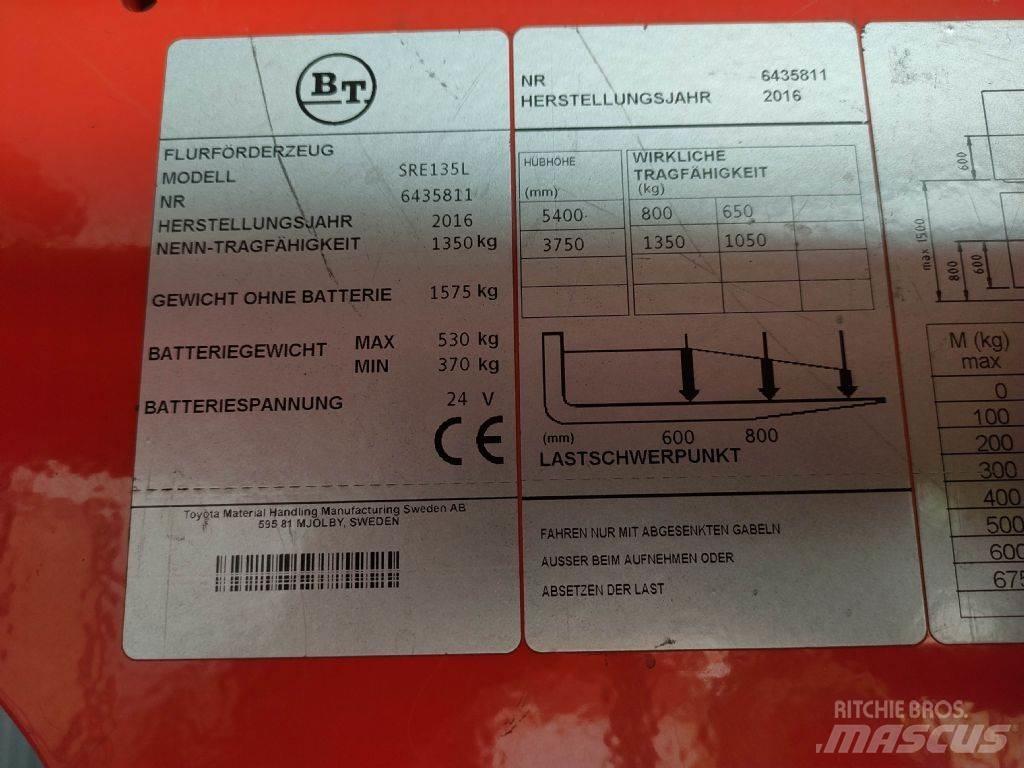 BT
FLURFÖRDERZEUG
MODELL SRE135L
NR 6435811
HERSTELLUNGSJAHR 2016
NENN-TRAGFÄHIGKEIT 1350 kg
GEWICHT OHNE BATTERIE 1575 kg
BATTERIEGEWICHT MAX 530 kg
MIN 370 kg
BATTERIESPANNUNG 24 V
CE
Toyota Material Handling Manufacturing Sweden AB
595 81 MJÖLBY, SWEDEN
NR 6435811
HERSTELLUNGSJAHR 2016
HUBHÖHE WIRKLICHE
TRAGFÄHIGKEIT
(mm) (kg)
5400 800 650
3750 1350 1050
(mm) 600 800
LASTSCHWERPUNKT
FAHREN NUR MIT ABGESENKTEN GABELN
AUSSER BEIM AUFNEHMEN ODER
ABSETZEN DER LAST
600
max 1500
800
600
M (kg)
max
0
100
200
300
400
500
600
675
RITCHIE BROS.
MASCUS